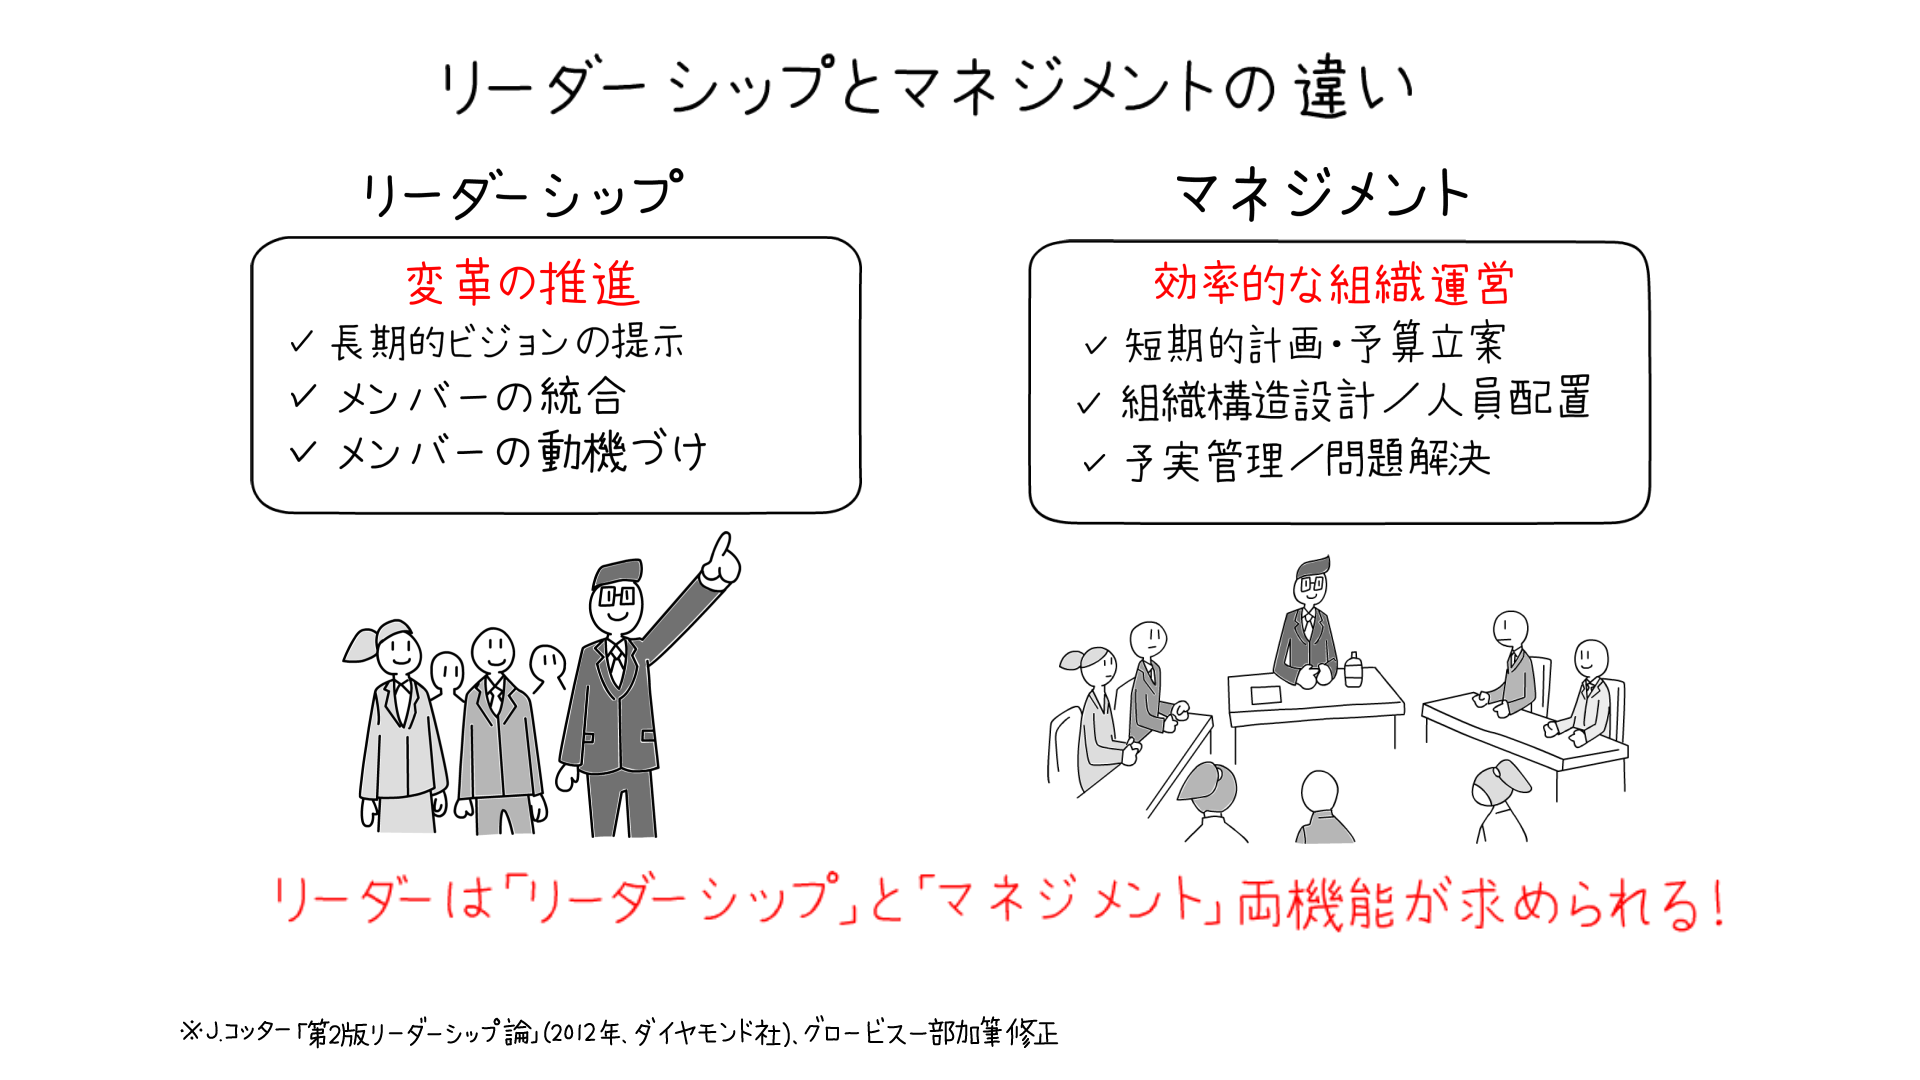 リーダーシップとマネジメントの違い
リーダーシップ
変革の推進
✓ 長期的ビジョンの提示
✓ メンバーの統合
✓ メンバーの動機づけ
マネジメント
効率的な組織運営
✓ 短期的計画・予算立案
✓ 組織構造設計／人員配置
✓ 予実管理／問題解決
リーダーは「リーダーシップ」と「マネジメント」両機能が求められる!
※J.コッター「第2版リーダーシップ論」(2012年、ダイヤモンド社)、グロービス一部加筆修正